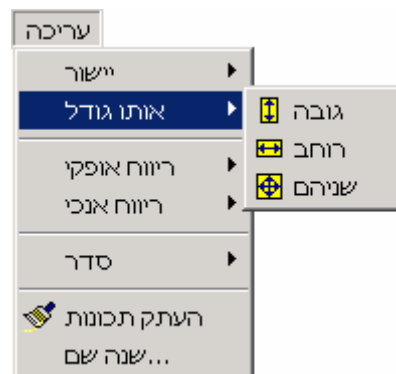 עריכה
יישור
אותו גודל
גובה
רוחב
שניהם
ריווח אופקי
ריווח אנכי
סדר
העתק תכונות
שנה שם...